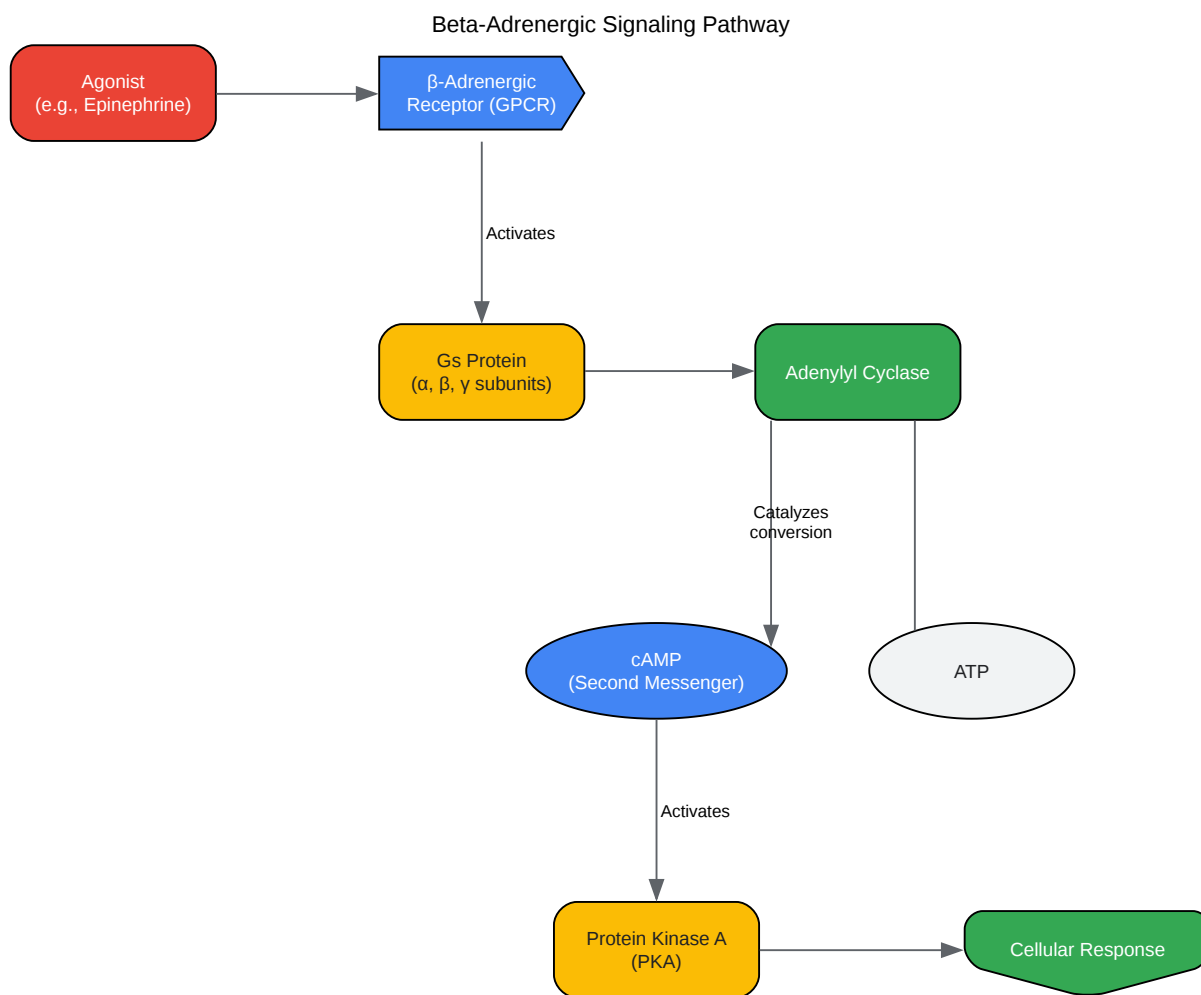 Beta-Adrenergic Signaling Pathway
Agonist
(e.g., Epinephrine)
β-Adrenergic
Receptor (GPCR)
Activates
Gs Protein
(α, β, γ subunits)
Adenylyl Cyclase
Catalyzes
conversion
cAMP
(Second Messenger)
ATP
Activates
Protein Kinase A
(PKA)
Cellular Response